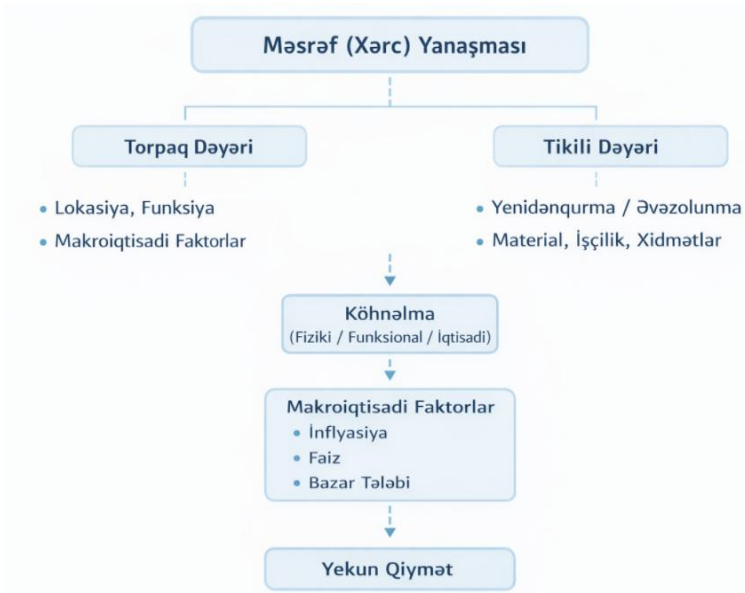 Məsrəf (Xərc) Yanaşması
Torpaq Dəyəri
• Lokasiya, Funksiya
• Makroiqtisadi Faktorlar
Tikili Dəyəri
• Yenidənqurma / Əvəzolunma
• Material, İşçilik, Xidmətlər
Köhnəlmə
(Fiziki / Funksional / İqtisadi)
Makroiqtisadi Faktorlar
• İnflyasiya
• Faiz
• Bazar Tələbi
Yekun Qiymət